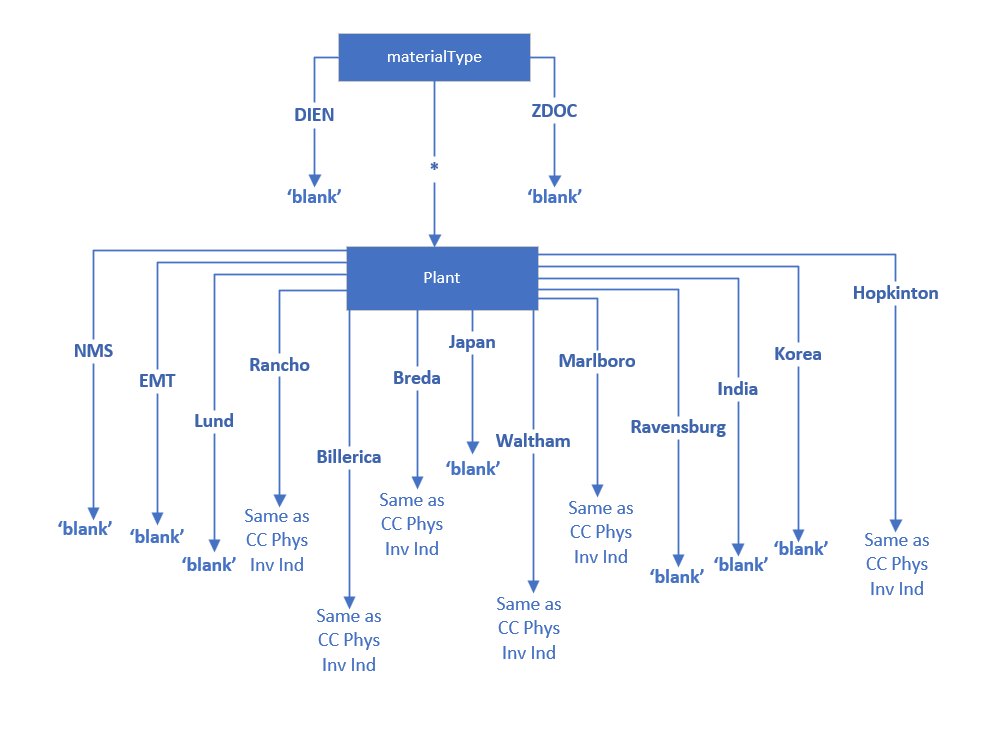 materialType
DIEN
*
ZDOC
‘blank’
‘blank’
Plant
NMS
EMT
Lund
Rancho
Billerica
Breda
Japan
Waltham
Marlboro
Ravensburg
India
Korea
Hopkinton
‘blank’
‘blank’
‘blank’
Same as
CC Phys
Inv Ind
Same as
CC Phys
Inv Ind
Same as
CC Phys
Inv Ind
‘blank’
Same as
CC Phys
Inv Ind
Same as
CC Phys
Inv Ind
‘blank’
‘blank’
‘blank’
Same as
CC Phys
Inv Ind